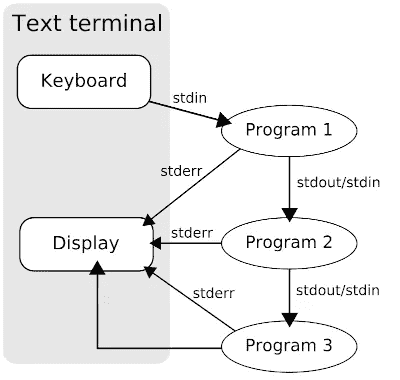 Text terminal
Keyboard
stdin
Program 1
stderr
stdout/stdin
Display
stderr
Program 2
stderr
stdout/stdin
Program 3